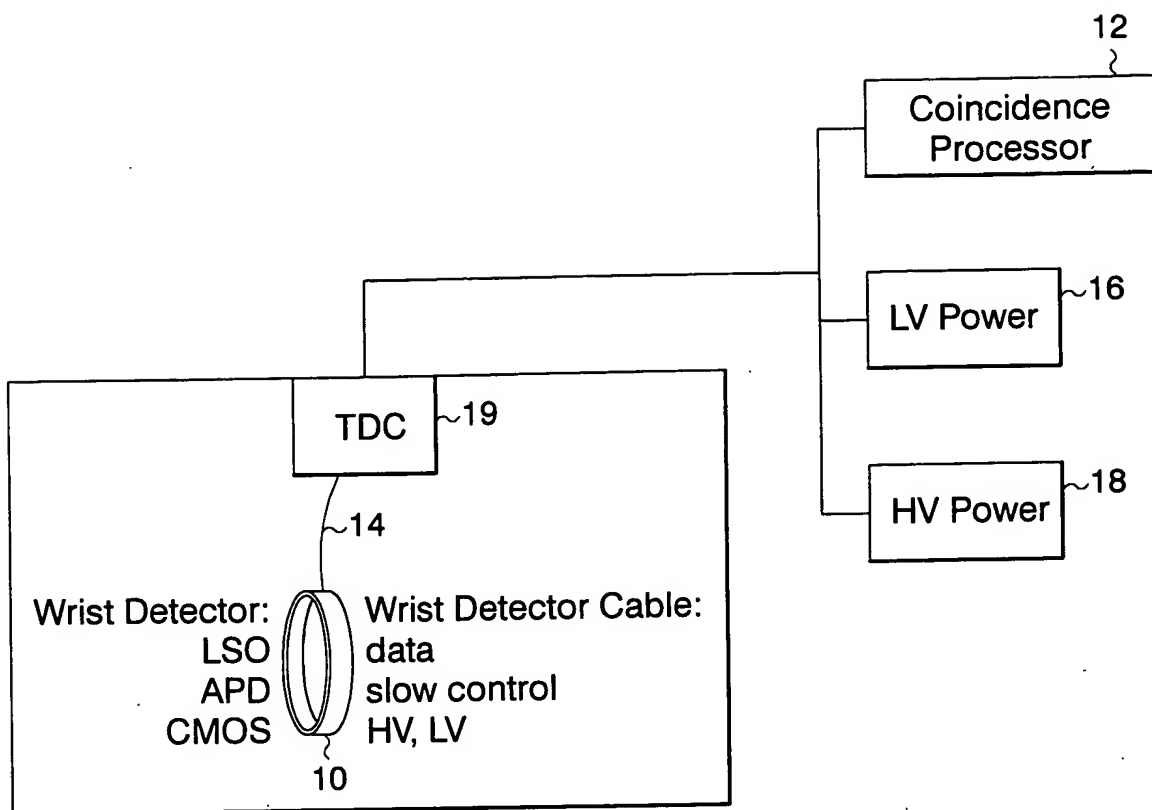 12
Coincidence
Processor
LV Power
16
TDC
19
HV Power
18
14
Wrist Detector:
LSO
APD
CMOS
Wrist Detector Cable:
data
slow control
HV, LV
10